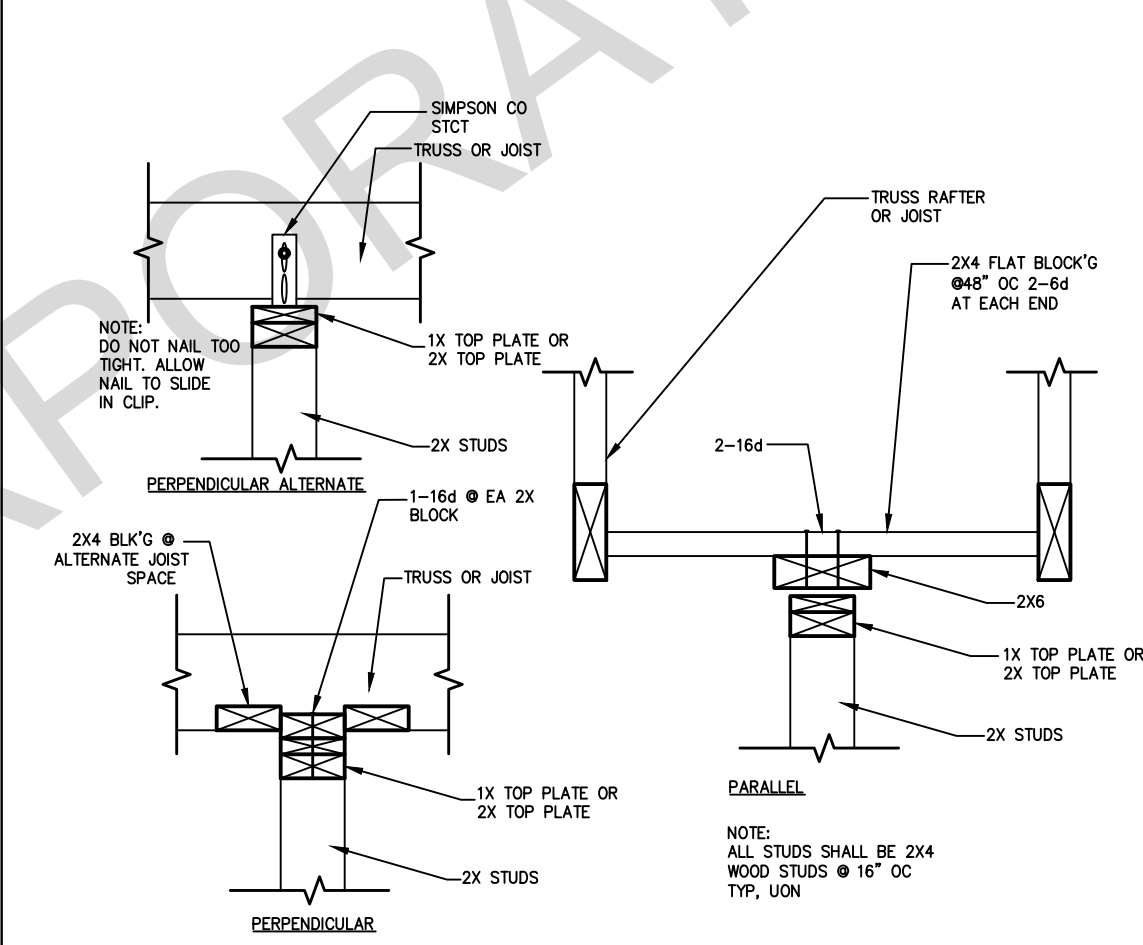 SIMPSON CO
STCT
TRUSS OR JOIST
NOTE:
DO NOT NAIL TOO
TIGHT. ALLOW
NAIL TO SLIDE
IN CLIP.
1X TOP PLATE OR
2X TOP PLATE
2X STUDS
PERPENDICULAR ALTERNATE
1-16d @ EA 2X
BLOCK
2X4 BLK'G @
ALTERNATE JOIST
SPACE
TRUSS OR JOIST
1X TOP PLATE OR
2X TOP PLATE
2X STUDS
PERPENDICULAR
TRUSS RAFTER
OR JOIST
2X4 FLAT BLOCK'G
@48" OC 2-6d
AT EACH END
2-16d
2X6
1X TOP PLATE OR
2X TOP PLATE
2X STUDS
PARALLEL
NOTE:
ALL STUDS SHALL BE 2X4
WOOD STUDS @ 16" OC
TYP, UON